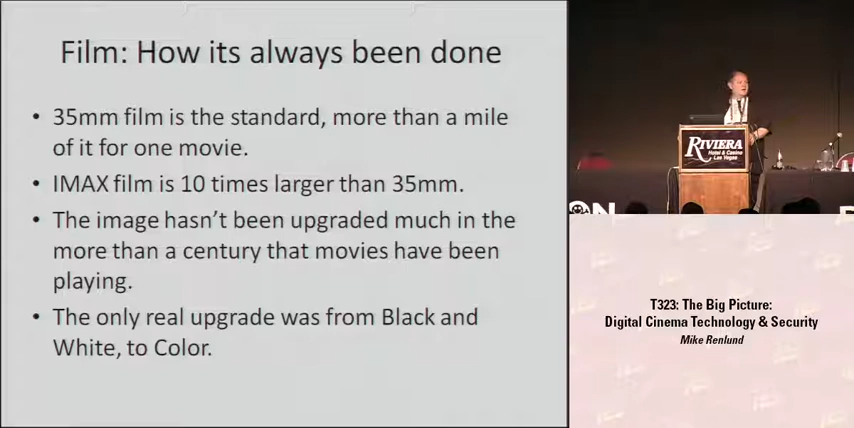 Film: How its always been done
• 35mm film is the standard, more than a mile
of it for one movie.
• IMAX film is 10 times larger than 35mm.
• The image hasn't been upgraded much in the
more than a century that movies have been
playing.
• The only real upgrade was from Black and
White, to Color.
RIVIERA
Hotel & Casino
Las Vegas
ON
T323: The Big Picture:
Digital Cinema Technology & Security
Mike Renlund